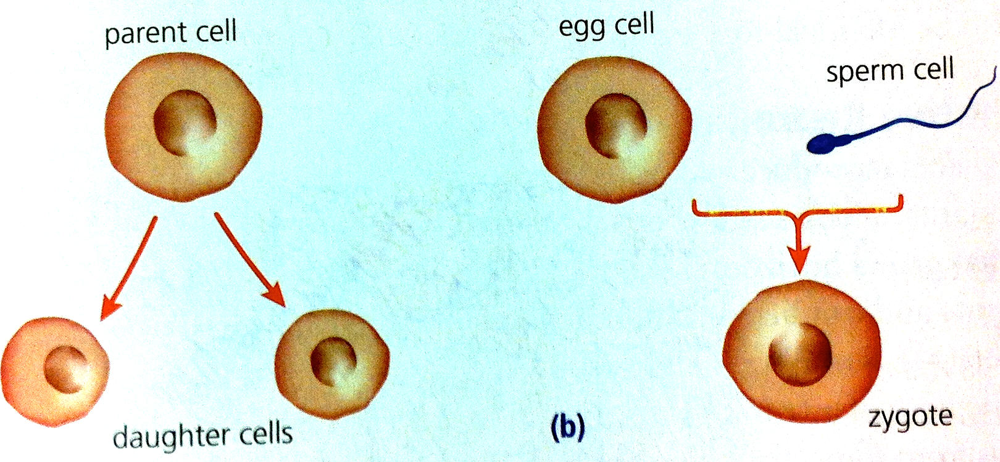 parent cell
daughter cells
egg cell
sperm cell
(b)
zygote